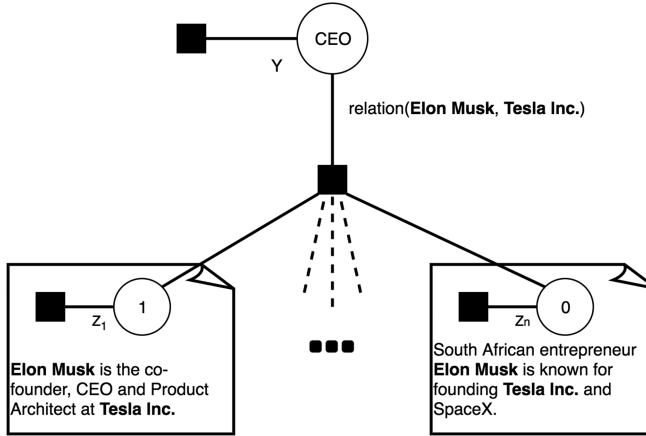 CEO
Y
relation(Elon Musk, Tesla Inc.)
1
Z1
Elon Musk is the co-
founder, CEO and Product
Architect at Tesla Inc.
0
Zn
South African entrepreneur
Elon Musk is known for
founding Tesla Inc. and
SpaceX.